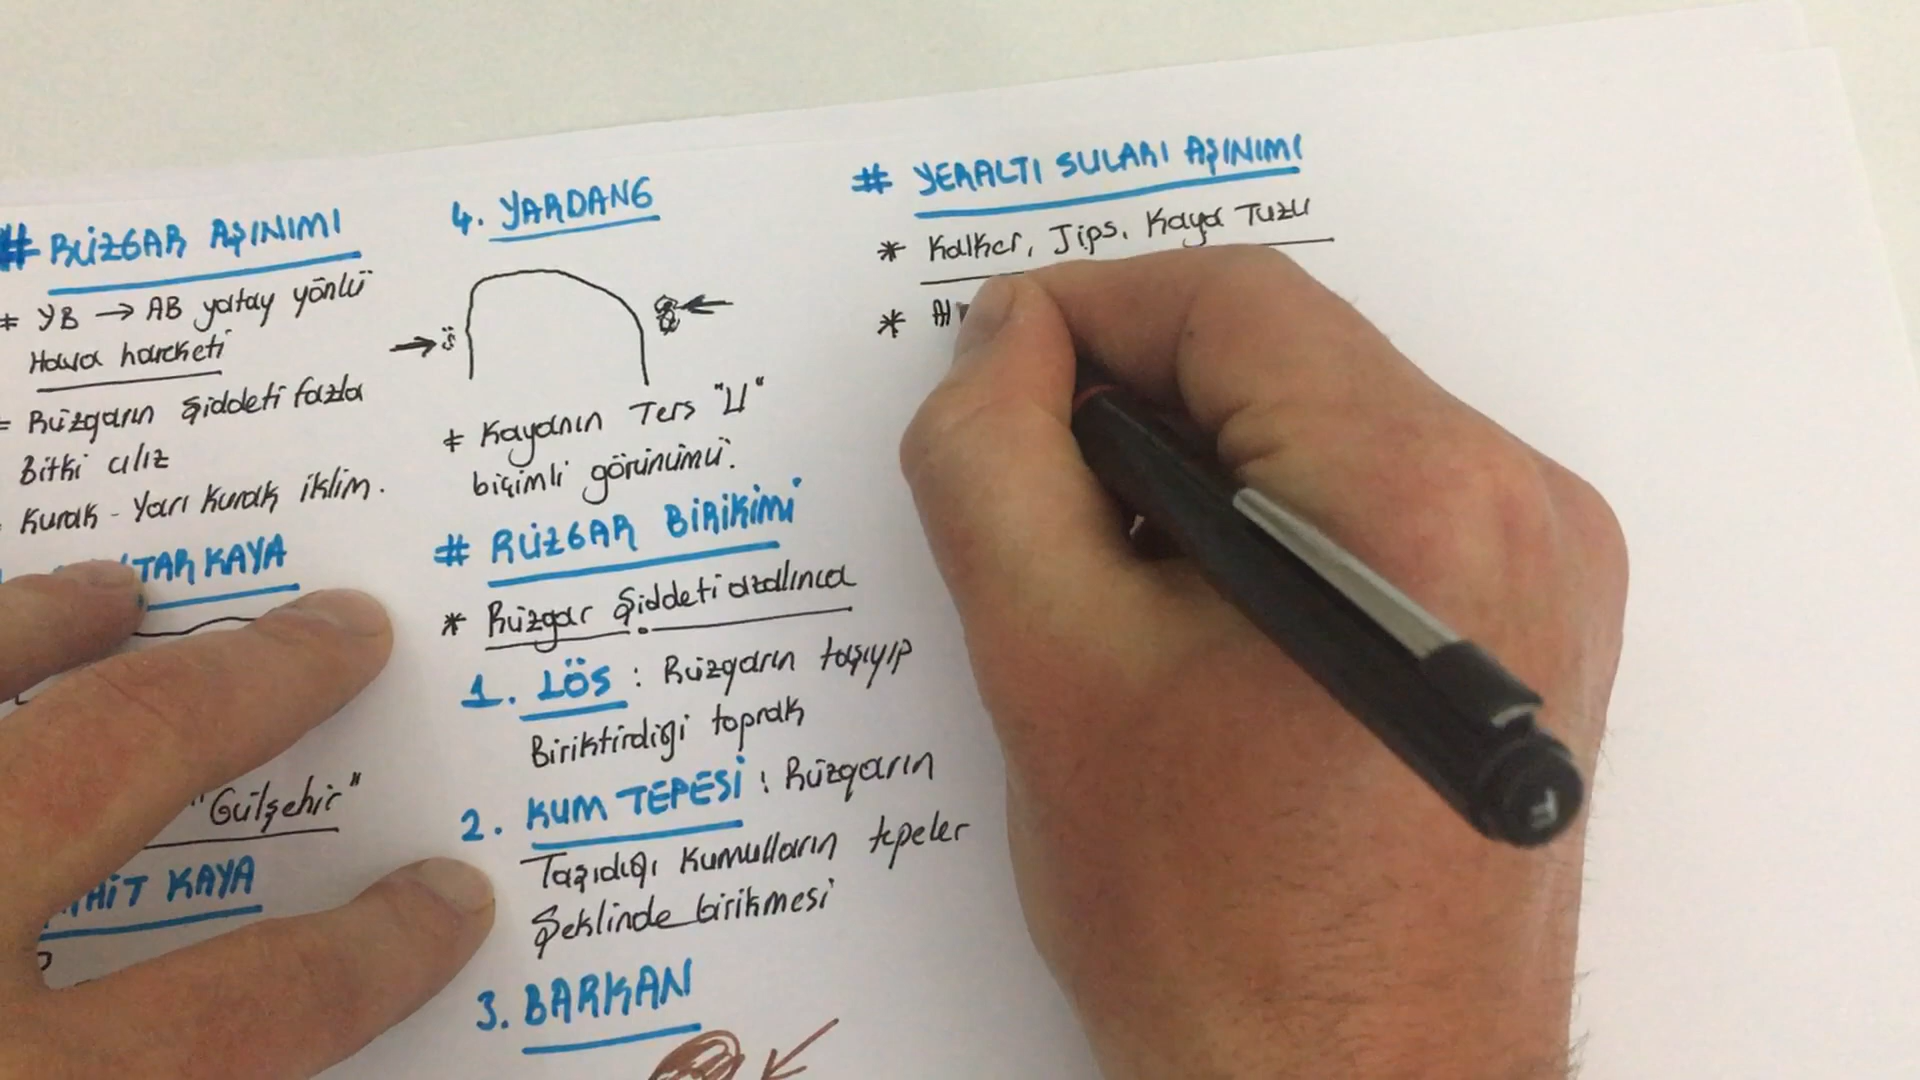 # RÜZGAR AŞINIMI
* YB → AB yatay yönlü
Hava hareketi
= Rüzgarın şiddeti fazla
Bitki cılız
- Kurak - Yarı Kurak iklim.
TAR KAYA
"Gülşehir"
HİT KAYA
4. YARDANG
* Kayanın Ters "U"
biçimli görünümü.
# RÜZGAR BİRİKİMİ
* Rüzgar Şiddeti azalınca
1. LÖS : Rüzgarın taşıyıp
Biriktirdiği toprak
2. KUM TEPESİ : Rüzgarın
Taşıdığı Kumulların tepeler
Şeklinde birikmesi
3. BARKAN
# YERALTI SULARI AŞINIMI
* Kalker, Jips, Kaya Tuzu
*